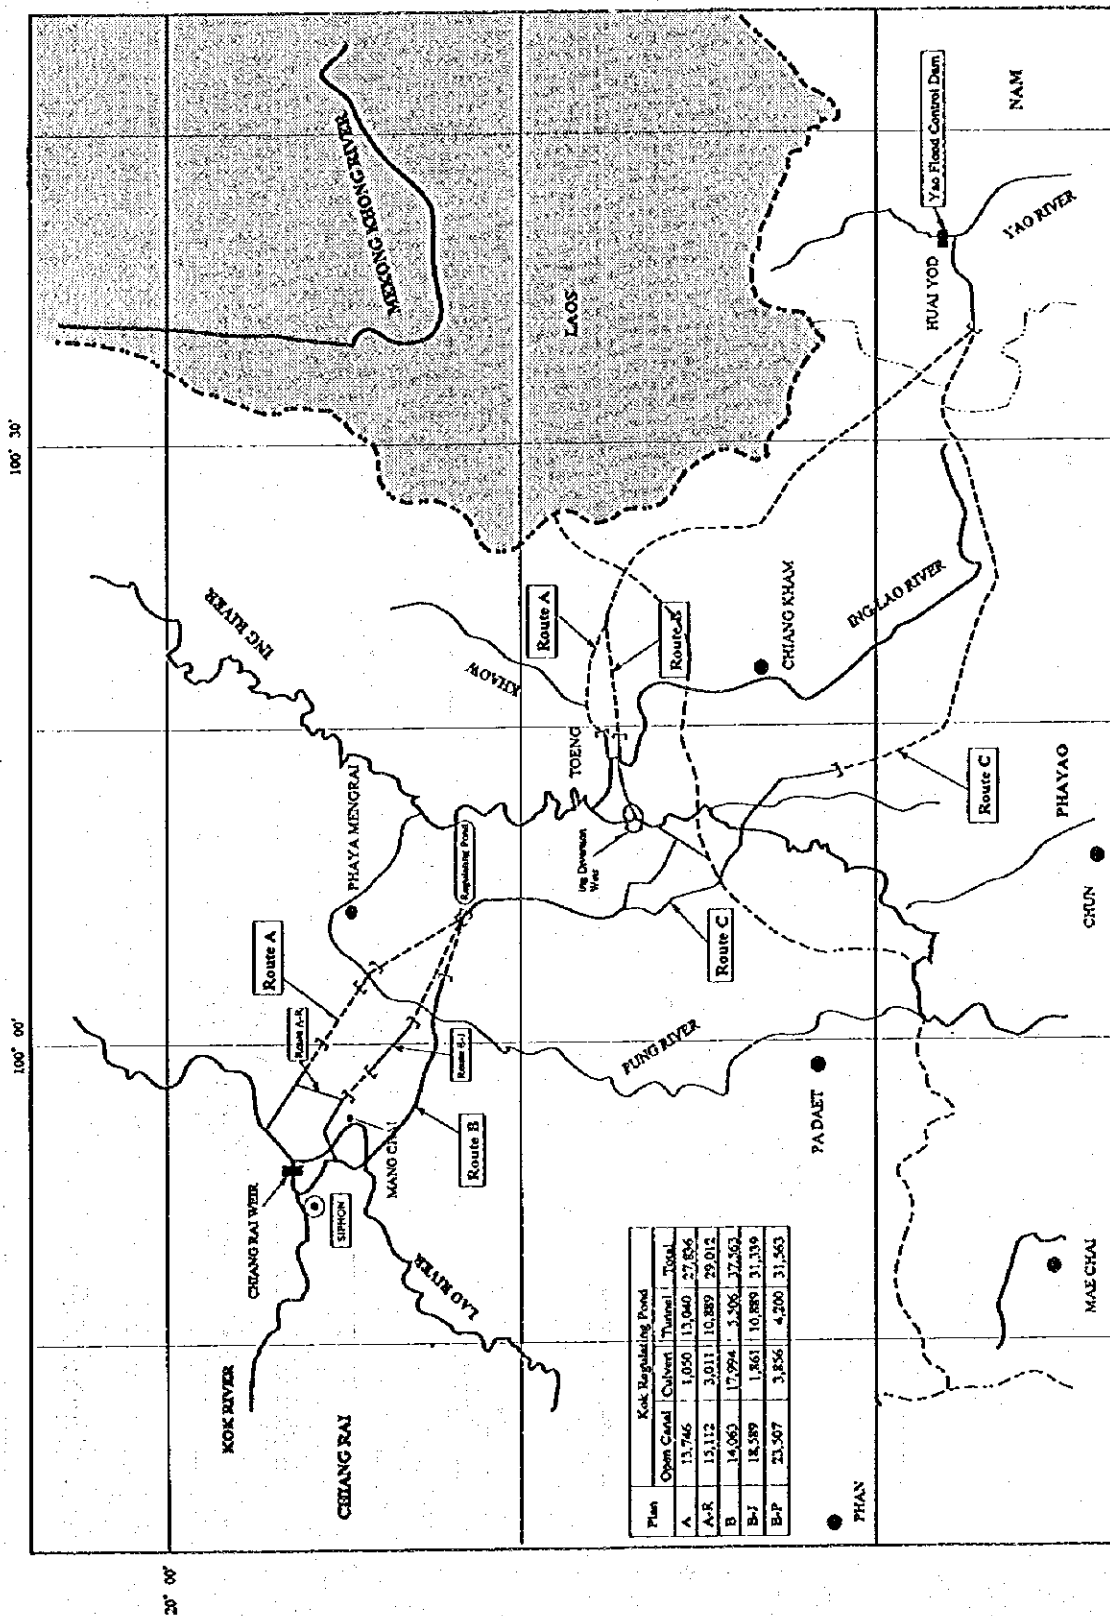 100° 00'
100° 30'
20° 00'
KOK RIVER
CHIANG RAI WEIR
SIPHON
CHIANG RAI
LAO RIVER
MANG CHAI
Route B
Route A
Route A-R
Route B-J
PHAYA MENGRAI
Regulating Pond
ING RIVER
KHAOW
TOENG
Route A
Route B
Ing Diversion
Weir
Route C
PUNG RIVER
PA DAET
MEKONG KHONG RIVER
LAOS
CHIANG KHAM
ING-LAO RIVER
HUAI YOD
Yao Flood Control Dam
YAO RIVER
NAM
Route C
PHAYAO
CHUN
MAE CHAI
PHAN
Kok Regulating Pond
Plan Open Canal Culvert Tunnel Total
A 13,746 1,050 13,040 27,836
A-R 15,112 3,011 10,889 29,012
B 14,063 17,994 5,506 37,563
B-J 18,589 1,861 10,889 31,339
B-P 23,507 3,856 4,200 31,563